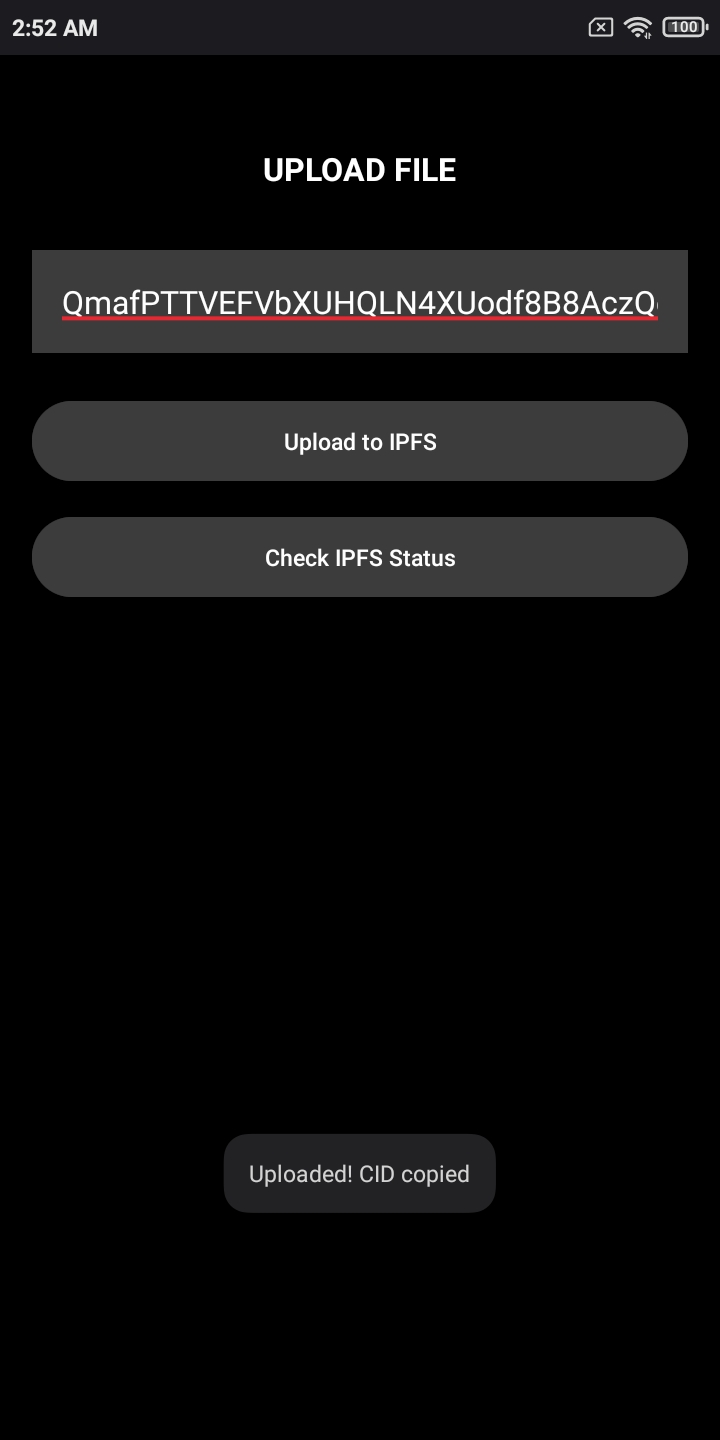 2:52 AM
100
UPLOAD FILE
QmafPTTVEFVbXUHQLN4XUodf8B8AczQ
Upload to IPFS
Check IPFS Status
Uploaded! CID copied